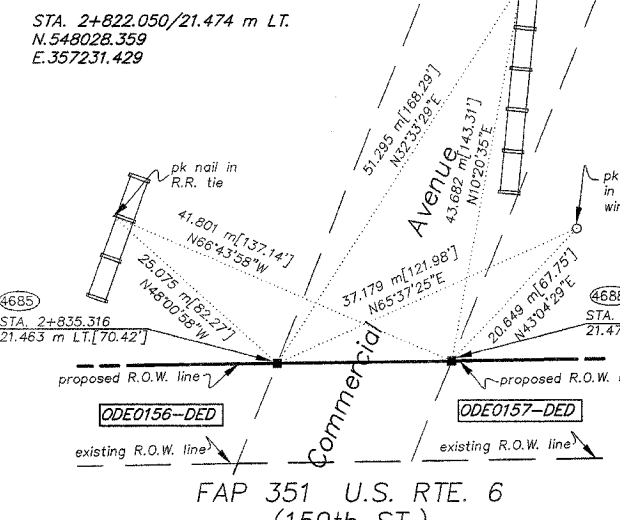 STA. 2+822.050/21.474 m LT.
N.548028.359
E.357231.429
pk nail in
R.R. tie
51.295 m[168.29']
N32°33'29"E
Avenue
43.682 m[143.31']
N10°20'35"E
pk
in
41.801 m[137.14']
N66°43'58"W
25.075 m[82.27']
N48°00'58"W
37.179 m[121.98']
N65°37'25"E
20.649 m[67.75']
N43°04'29"E
4685
STA. 2+835.316
21.463 m LT.[70.42']
STA.
Commercial
proposed R.O.W. line
proposed R.O.W.
ODE0156-DED
ODE0157-DED
existing R.O.W. line
existing R.O.W. line
FAP 351 U.S. RTE. 6
(159th ST.)